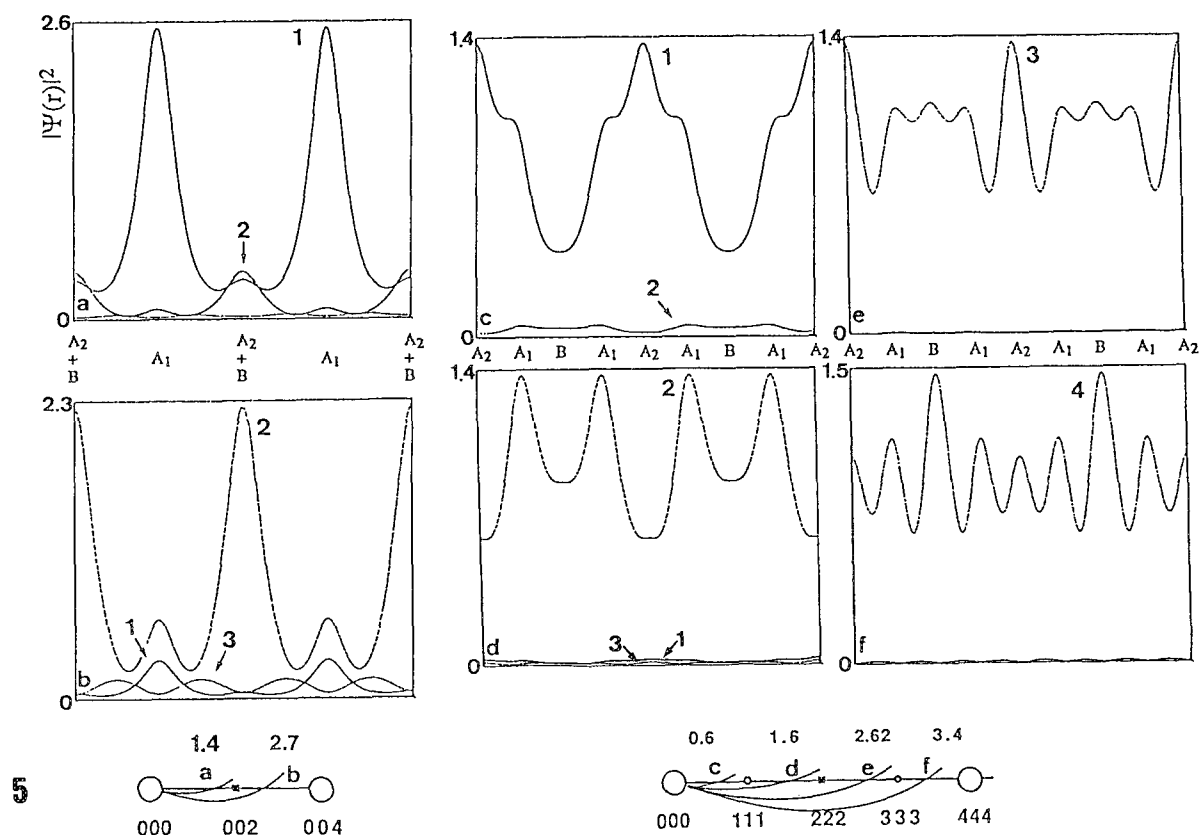 2.6
|Ψ(r)|²
1
2
a
0
A₂ + B
A₁
A₂ + B
A₁
A₂ + B
2.3
2
1
3
b
0
1.4
1
2
c
0
A₂ A₁ B A₁ A₂ A₁ B A₁ A₂
1.4
2
3 1
d
0
1.4
3
e
0
A₂ A₁ B A₁ A₂ A₁ B A₁ A₂
1.5
4
f
0
5
1.4 2.7
a b
000 002 004
0.6 1.6 2.62 3.4
c d e f
000 111 222 333 444